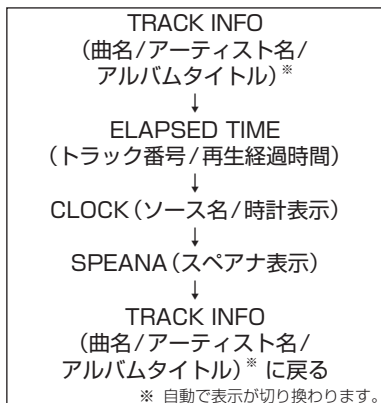 TRACK INFO
(曲名/アーティスト名/
アルバムタイトル)※
↓
ELAPSED TIME
(トラック番号/再生経過時間)
↓
CLOCK(ソース名/時計表示)
↓
SPEANA(スペアナ表示)
↓
TRACK INFO
(曲名/アーティスト名/
アルバムタイトル)※ に戻る
※ 自動で表示が切り換わります。